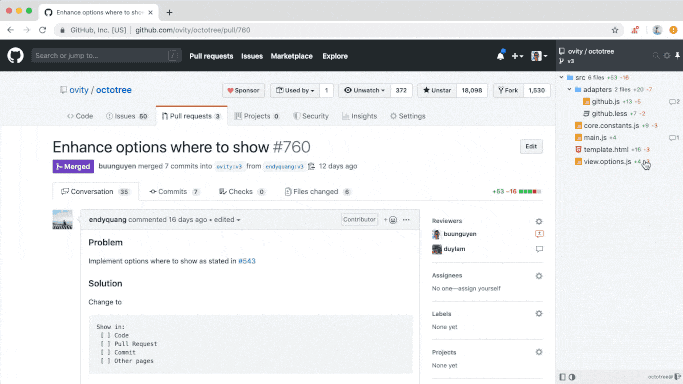 Enhance options where to sho
GitHub, Inc. [US] | github.com/ovity/octotree/pull/760
Search or jump to...
/
Pull requests Issues Marketplace Explore
ovity / octotree
Sponsor
Used by 1
Unwatch 372
Unstar 18,098
Fork 1,530
Code
Issues 50
Pull requests 3
Projects 0
Security
Insights
Settings
Enhance options where to show #760
Edit
Merged
buunguyen merged 7 commits into ovity:v3 from endyquang:v3 12 days ago
Conversation 36
Commits 7
Checks 0
Files changed 6
+53 −16
endyquang commented 16 days ago • edited
Contributor
Problem
Implement options where to show as stated in #643
Solution
Change to
Show in:
[ ] Code
[ ] Pull Request
[ ] Commit
[ ] Other pages
Reviewers
buunguyen
duylam
Assignees
No one—assign yourself
Labels
None yet
Projects
None yet
ovity / octotree
v3
src 6 files +53 −16
adapters 2 files +20 −7
github.js +13 −5 2
github.less +7 −2
core.constants.js +9 −3
main.js +4 1
template.html +16 −3
view.options.js +4
octotree@